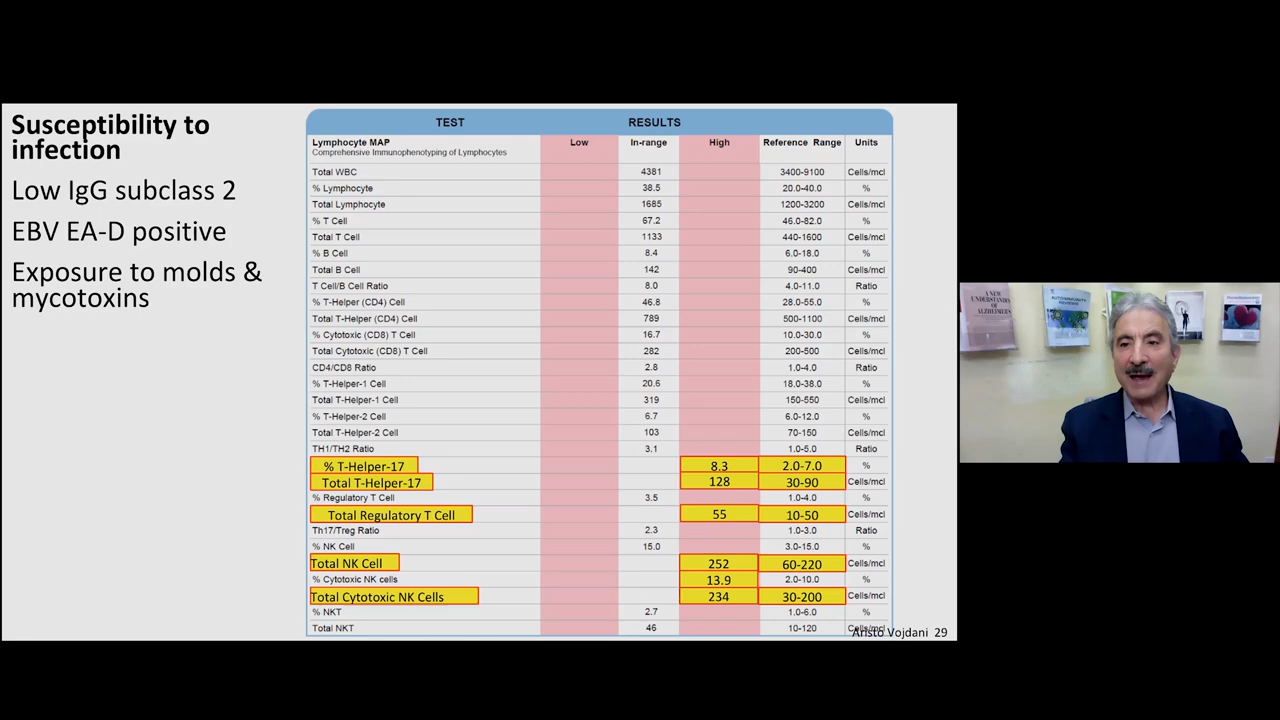 Susceptibility to
infection
Low IgG subclass 2
EBV EA-D positive
Exposure to molds &
mycotoxins
TEST RESULTS
Lymphocyte MAP Low In-range High Reference Range Units
Comprehensive Immunophenotyping of Lymphocytes
Total WBC 4381 3400-9100 Cells/mcl
% Lymphocyte 38.5 20.0-40.0 %
Total Lymphocyte 1685 1200-3200 Cells/mcl
% T Cell 67.2 46.0-82.0 %
Total T Cell 1133 440-1600 Cells/mcl
% B Cell 8.4 6.0-18.0 %
Total B Cell 142 90-400 Cells/mcl
T Cell/B Cell Ratio 8.0 4.0-11.0 Ratio
% T-Helper (CD4) Cell 46.8 28.0-55.0 %
Total T-Helper (CD4) Cell 789 500-1100 Cells/mcl
% Cytotoxic (CD8) T Cell 16.7 10.0-30.0 %
Total Cytotoxic (CD8) T Cell 282 200-500 Cells/mcl
CD4/CD8 Ratio 2.8 1.0-4.0 Ratio
% T-Helper-1 Cell 20.6 18.0-38.0 %
Total T-Helper-1 Cell 319 150-550 Cells/mcl
% T-Helper-2 Cell 6.7 6.0-12.0 %
Total T-Helper-2 Cell 103 70-150 Cells/mcl
TH1/TH2 Ratio 3.1 1.0-5.0 Ratio
% T-Helper-17 8.3 2.0-7.0 %
Total T-Helper-17 128 30-90 Cells/mcl
% Regulatory T Cell 3.5 1.0-4.0 %
Total Regulatory T Cell 55 10-50 Cells/mcl
Th17/Treg Ratio 2.3 1.0-3.0 Ratio
% NK Cell 15.0 3.0-15.0 %
Total NK Cell 252 60-220 Cells/mcl
% Cytotoxic NK cells 13.9 2.0-10.0 %
Total Cytotoxic NK Cells 234 30-200 Cells/mcl
% NKT 2.7 1.0-6.0 %
Total NKT 46 10-120 Cells/mcl
Aristo Vojdani 29
A NEW
UNDERSTANDING
OF
ALZHEIMER'S
AUTOIMMUNITY
REVIEWS